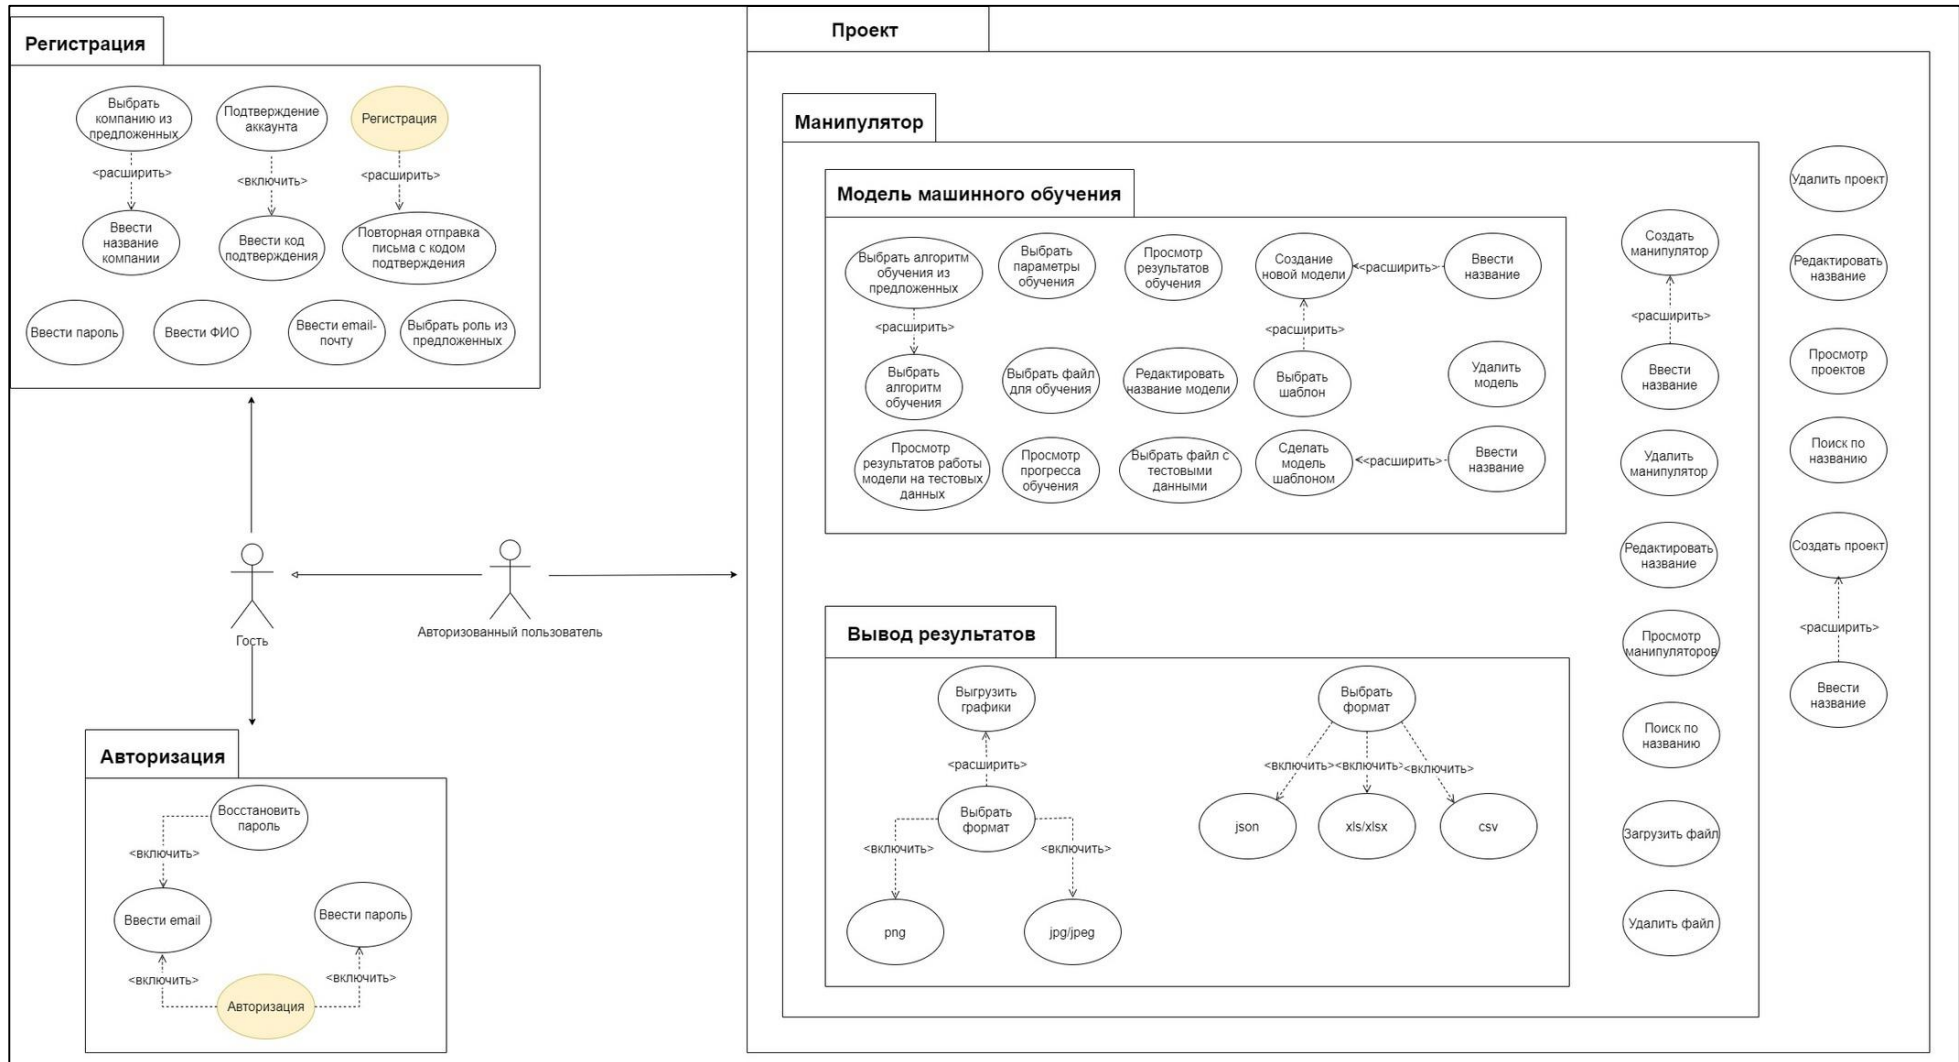 Регистрация
Выбрать
компанию из
предложенных
Подтверждение
аккаунта
Регистрация
<расширить>
<включить>
<расширить>
Ввести
название
компании
Ввести код
подтверждения
Повторная отправка
письма с кодом
подтверждения
Ввести пароль
Ввести ФИО
Ввести email-
почту
Выбрать роль из
предложенных
Гость
Авторизованный пользователь
Авторизация
Восстановить
пароль
<включить>
Ввести email
Ввести пароль
<включить>
<включить>
Авторизация
Проект
Манипулятор
Модель машинного обучения
Выбрать алгоритм
обучения из
предложенных
Выбрать
параметры
обучения
Просмотр
результатов
обучения
Создание
новой модели
<расширить>
Ввести
название
<расширить>
<расширить>
Выбрать
алгоритм
обучения
Выбрать файл
для обучения
Редактировать
название модели
Выбрать
шаблон
Удалить
модель
Просмотр
результатов работы
модели на тестовых
данных
Просмотр
прогресса
обучения
Выбрать файл с
тестовыми
данными
Сделать
модель
шаблоном
<расширить>
Ввести
название
Вывод результатов
Выгрузить
графики
<расширить>
Выбрать
формат
<включить>
<включить>
png
jpg/jpeg
Выбрать
формат
<включить>
<включить>
<включить>
json
xls/xlsx
csv
Создать
манипулятор
<расширить>
Ввести
название
Удалить
манипулятор
Редактировать
название
Просмотр
манипуляторов
Поиск по
названию
Загрузить файл
Удалить файл
Удалить проект
Редактировать
название
Просмотр
проектов
Поиск по
названию
Создать проект
<расширить>
Ввести
название